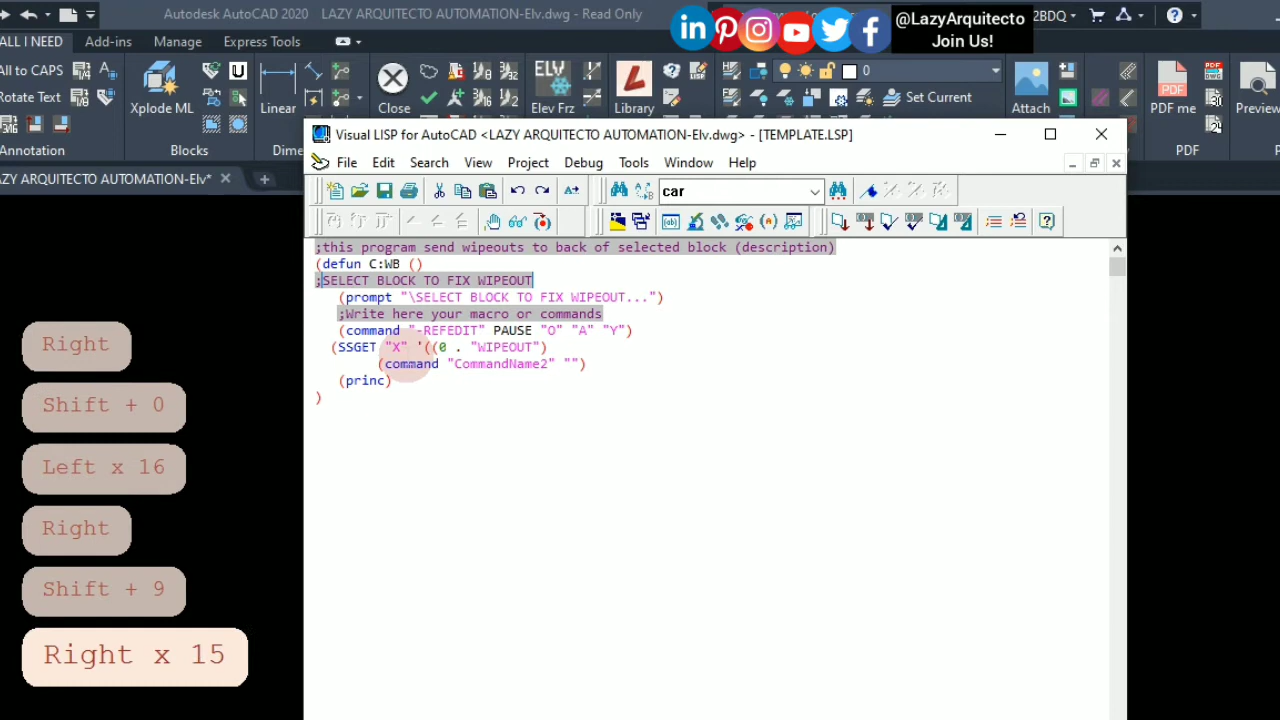 Autodesk AutoCAD 2020 LAZY ARQUITECTO AUTOMATION-Elv.dwg - Read Only
2BDQ
@LazyArquitecto
Join Us!
ALL I NEED Add-ins Manage Express Tools
All to CAPS
Rotate Text
Annotation
Xplode ML
Blocks
Linear
Dime
Close
ELV
Elev Frz
Library
0
Set Current
Attach
PDF me
PDF
Preview
AZY ARQUITECTO AUTOMATION-Elv*
Visual LISP for AutoCAD <LAZY ARQUITECTO AUTOMATION-Elv.dwg> - [TEMPLATE.LSP]
File Edit Search View Project Debug Tools Window Help
car
;this program send wipeouts to back of selected block (description)
(defun C:WB ()
;SELECT BLOCK TO FIX WIPEOUT
(prompt "\SELECT BLOCK TO FIX WIPEOUT...")
;Write here your macro or commands
(command "-REFEDIT" PAUSE "O" "A" "Y")
(SSGET "X" '((0 . "WIPEOUT")
(command "CommandName2" "")
(princ)
)
Right
Shift + 0
Left x 16
Right
Shift + 9
Right x 15